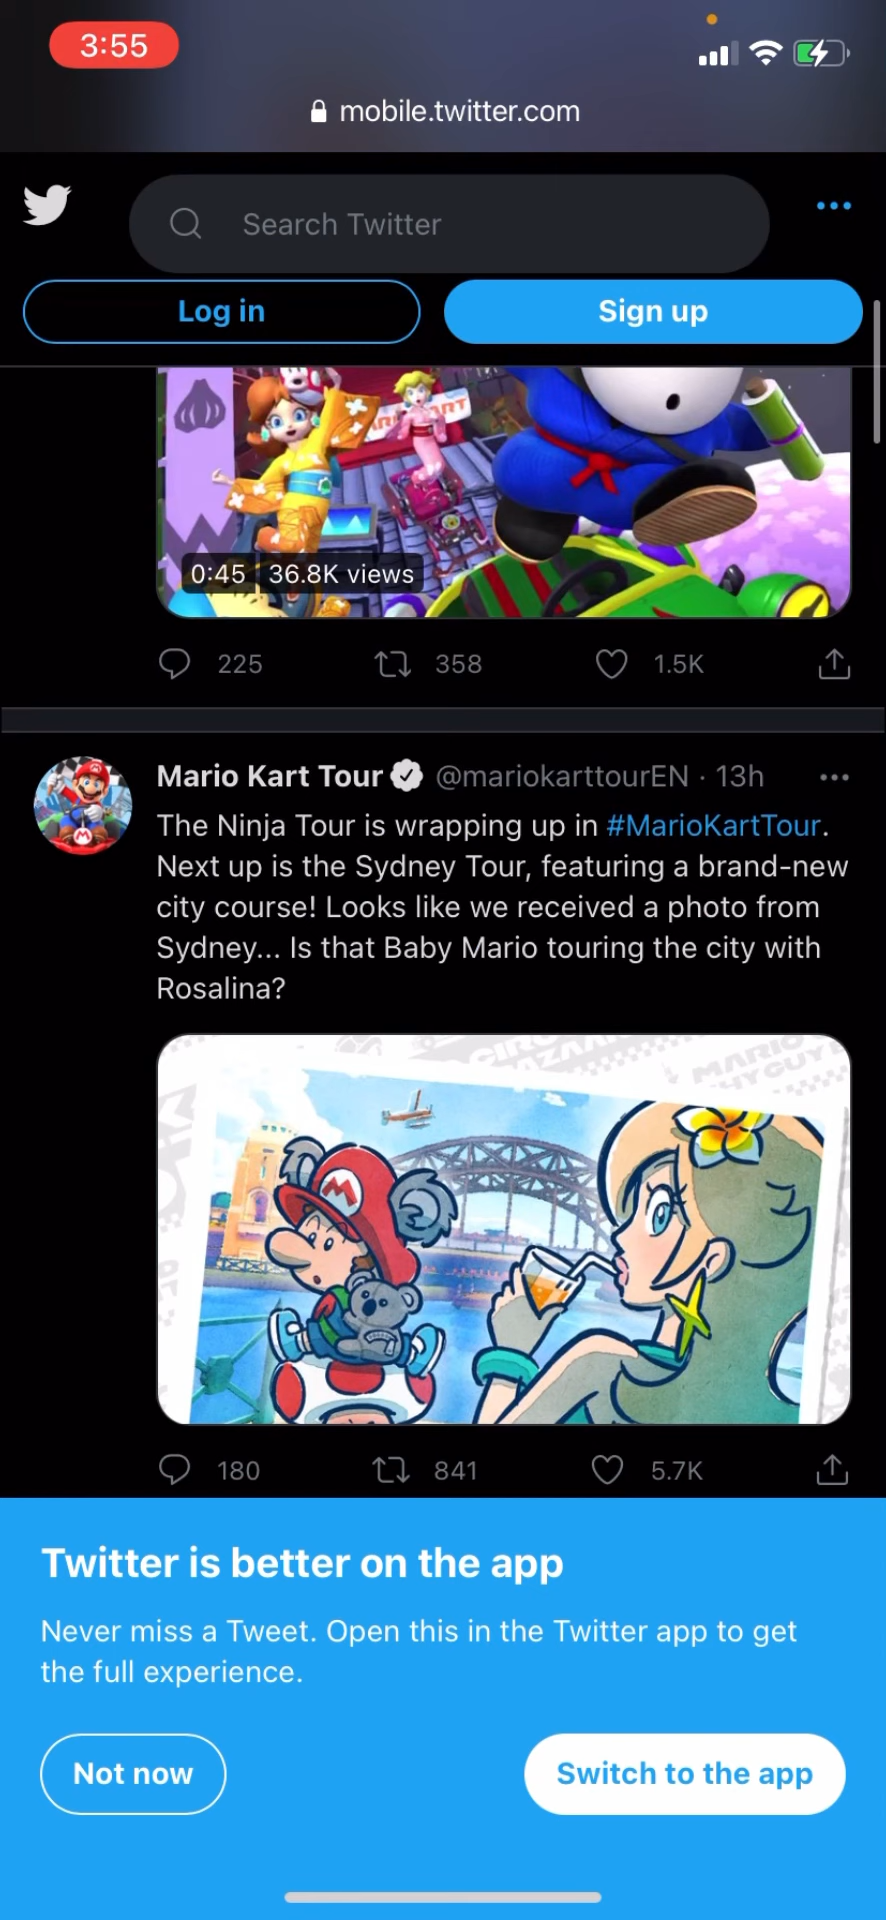 3:55
mobile.twitter.com
Search Twitter
Log in
Sign up
0:45 36.8K views
225 358 1.5K
Mario Kart Tour @mariokarttourEN · 13h
The Ninja Tour is wrapping up in #MarioKartTour.
Next up is the Sydney Tour, featuring a brand-new
city course! Looks like we received a photo from
Sydney... Is that Baby Mario touring the city with
Rosalina?
MARIO
M
180 841 5.7K
Twitter is better on the app
Never miss a Tweet. Open this in the Twitter app to get
the full experience.
Not now
Switch to the app